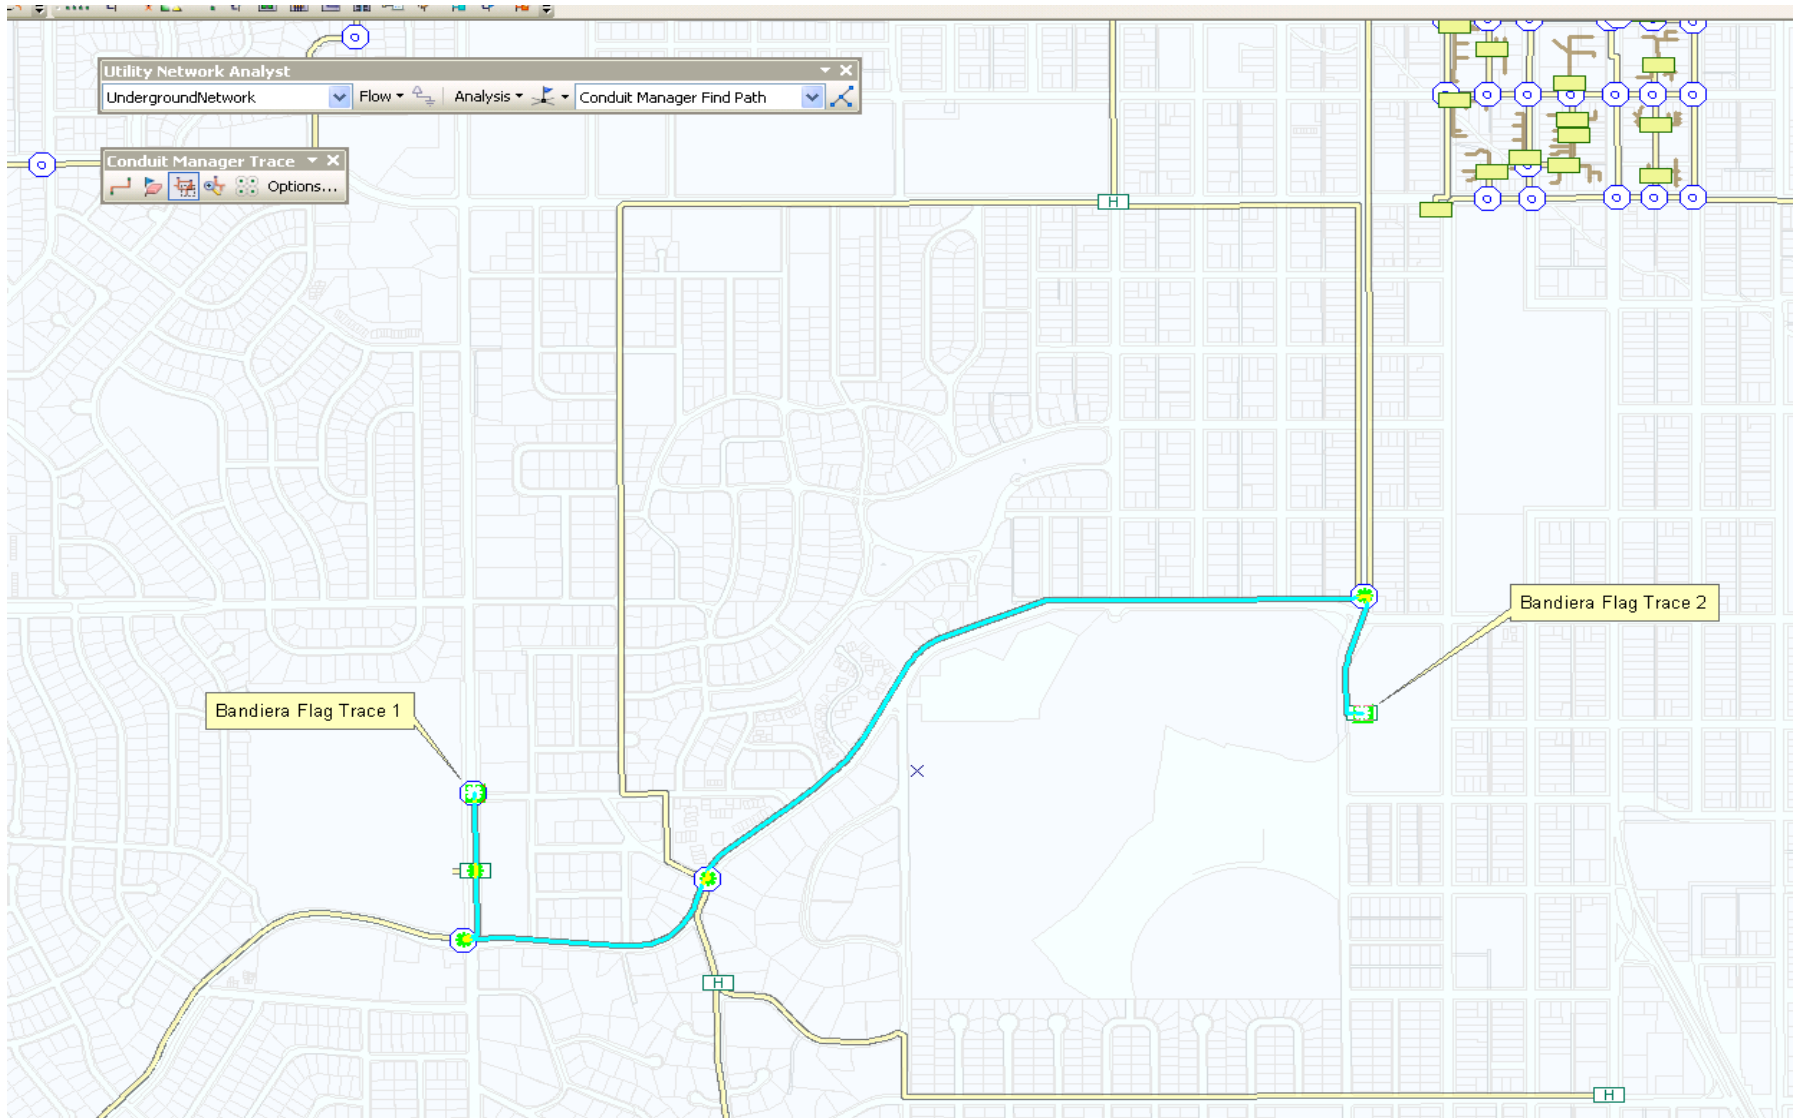 Utility Network Analyst
UndergroundNetwork Flow Analysis Conduit Manager Find Path
Conduit Manager Trace
Options...
H
Bandiera Flag Trace 2
Bandiera Flag Trace 1
H
H